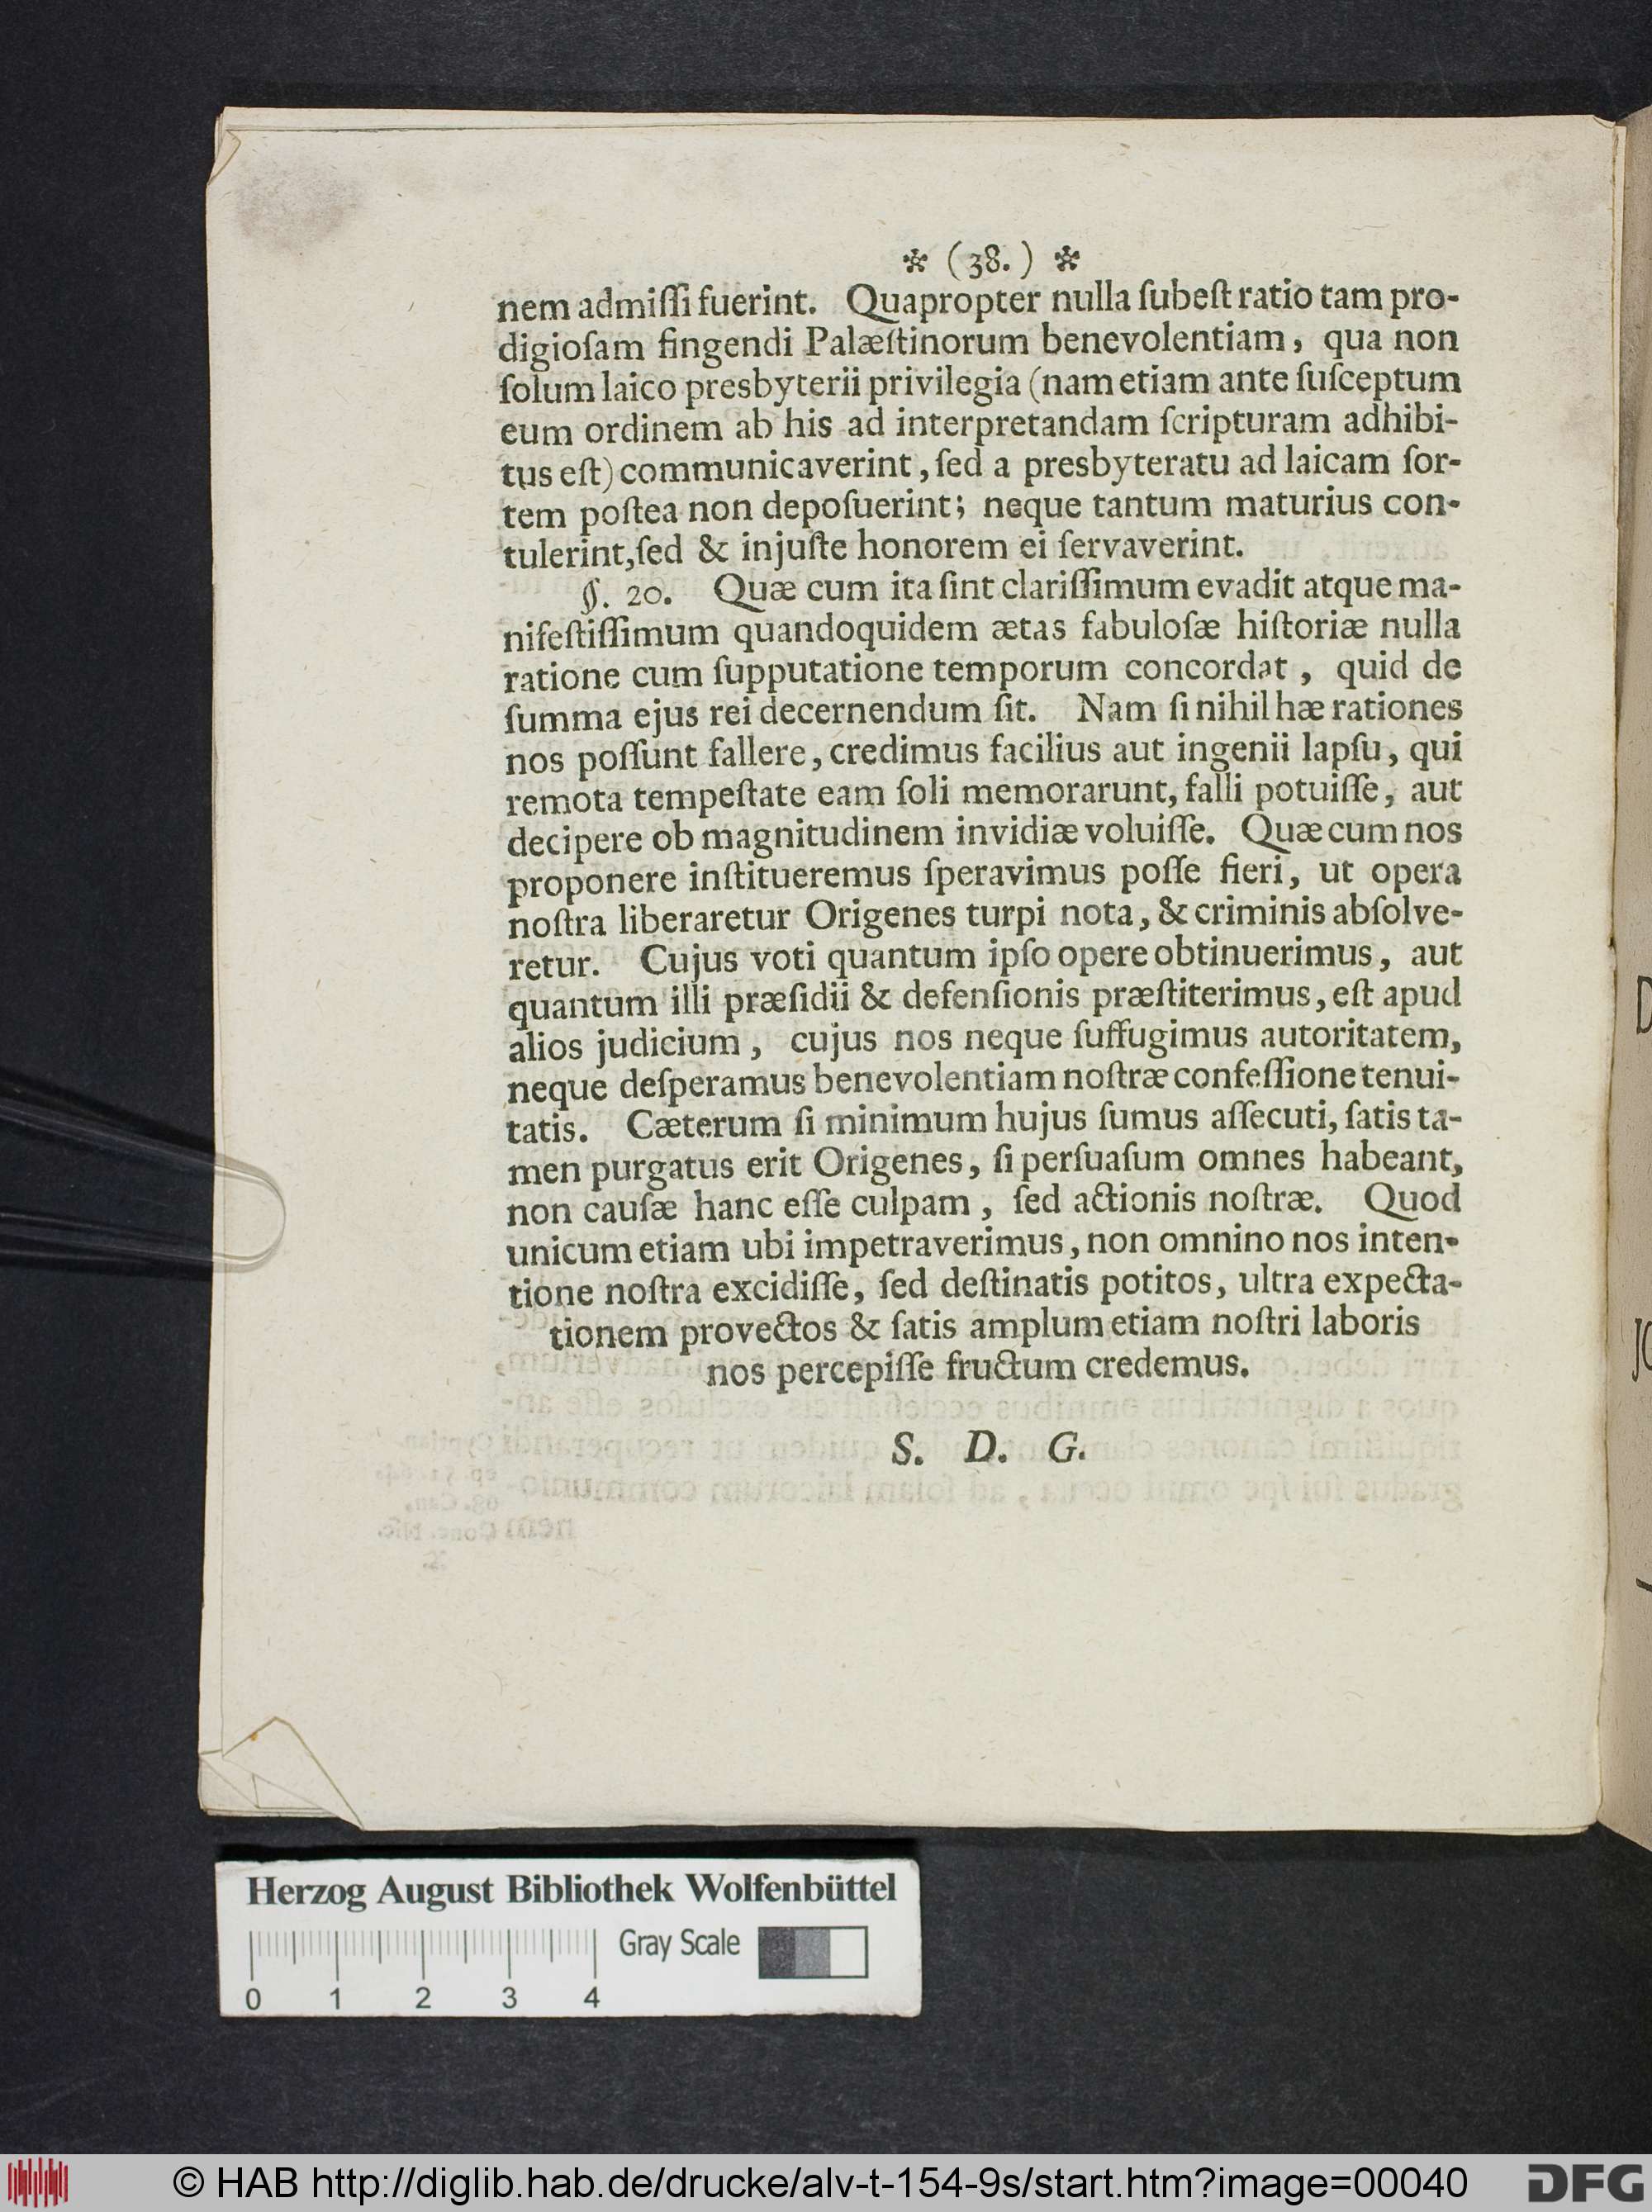 * (38.) *
nem admiſſi fuerint. Quapropter nulla ſubeſt ratio tam pro-
digioſam fingendi Palæſtinorum benevolentiam, qua non
ſolum laico presbyterii privilegia (nam etiam ante ſuſceptum
eum ordinem ab his ad interpretandam ſcripturam adhibi-
tus eſt) communicaverint, ſed a presbyteratu ad laicam ſor-
tem poſtea non depoſuerint; neque tantum maturius con-
tulerint, ſed & injuſte honorem ei ſervaverint.
§. 20. Quæ cum ita ſint clariſſimum evadit atque ma-
nifeſtiſſimum quandoquidem ætas fabuloſæ hiſtoriæ nulla
ratione cum ſupputatione temporum concordat, quid de
ſumma ejus rei decernendum ſit. Nam ſi nihil hæ rationes
nos poſſunt fallere, credimus facilius aut ingenii lapſu, qui
remota tempeſtate eam ſoli memorarunt, falli potuiſſe, aut
decipere ob magnitudinem invidiæ voluiſſe. Quæ cum nos
proponere inſtitueremus ſperavimus poſſe fieri, ut opera
noſtra liberaretur Origenes turpi nota, & criminis abſolve-
retur. Cujus voti quantum ipſo opere obtinuerimus, aut
quantum illi præſidii & defenſionis præſtiterimus, eſt apud
alios judicium, cujus nos neque ſuffugimus autoritatem,
neque deſperamus benevolentiam noſtræ confeſſione tenui-
tatis. Cæterum ſi minimum hujus ſumus aſſecuti, ſatis ta-
men purgatus erit Origenes, ſi perſuaſum omnes habeant,
non cauſæ hanc eſſe culpam, ſed actionis noſtræ. Quod
unicum etiam ubi impetraverimus, non omnino nos inten-
tione noſtra excidiſſe, ſed deſtinatis potitos, ultra expecta-
tionem provectos & ſatis amplum etiam noſtri laboris
nos percepiſſe fructum credemus.
S. D. G.
Herzog August Bibliothek Wolfenbüttel
Gray Scale
0 1 2 3 4
© HAB http://diglib.hab.de/drucke/alv-t-154-9s/start.htm?image=00040
DFG